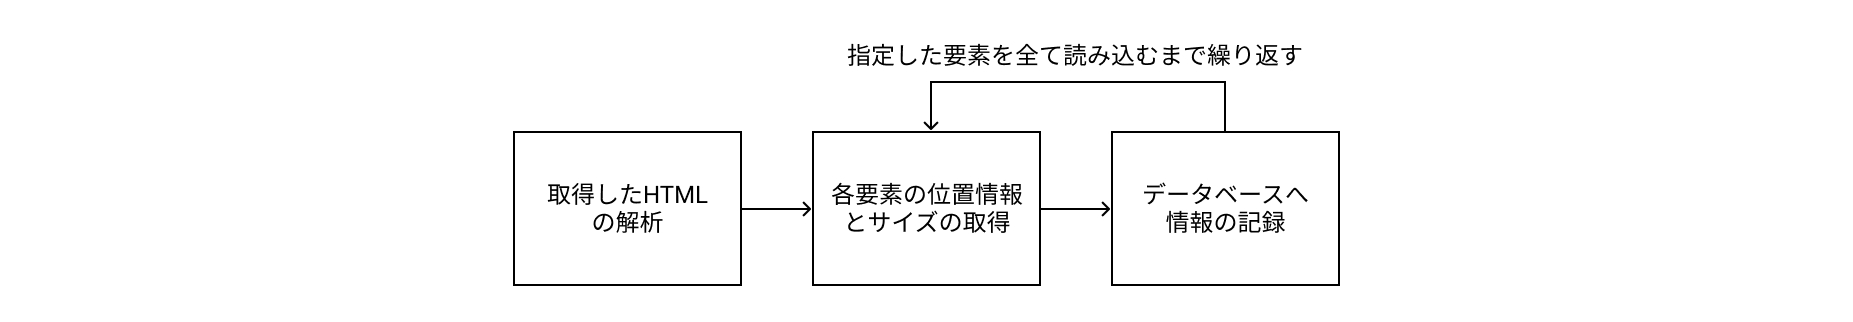 指定した要素を全て読み込むまで繰り返す
取得したHTML
の解析
各要素の位置情報
とサイズの取得
データベースへ
情報の記録